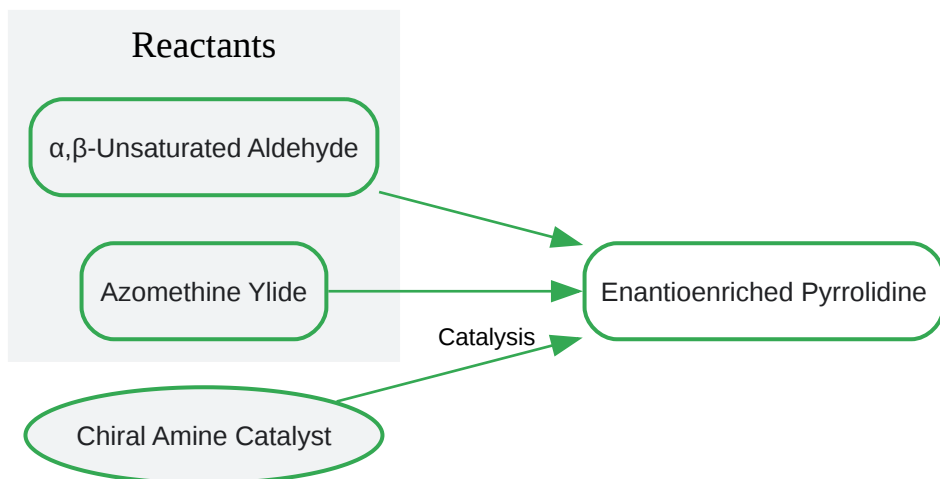 Reactants
α,β-Unsaturated Aldehyde
Azomethine Ylide
Enantioenriched Pyrrolidine
Catalysis
Chiral Amine Catalyst